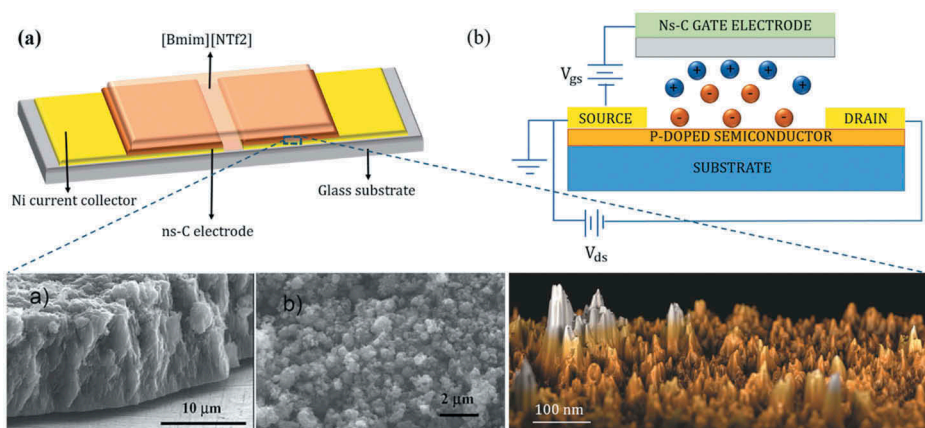 (a)
[Bmim][NTf2]
Ni current collector
ns-C electrode
Glass substrate
(b)
Ns-C GATE ELECTRODE
Vgs
+ + + + +
- -
- - -
SOURCE
DRAIN
P-DOPED SEMICONDUCTOR
SUBSTRATE
Vds
a)
10 μm
b)
2 μm
100 nm